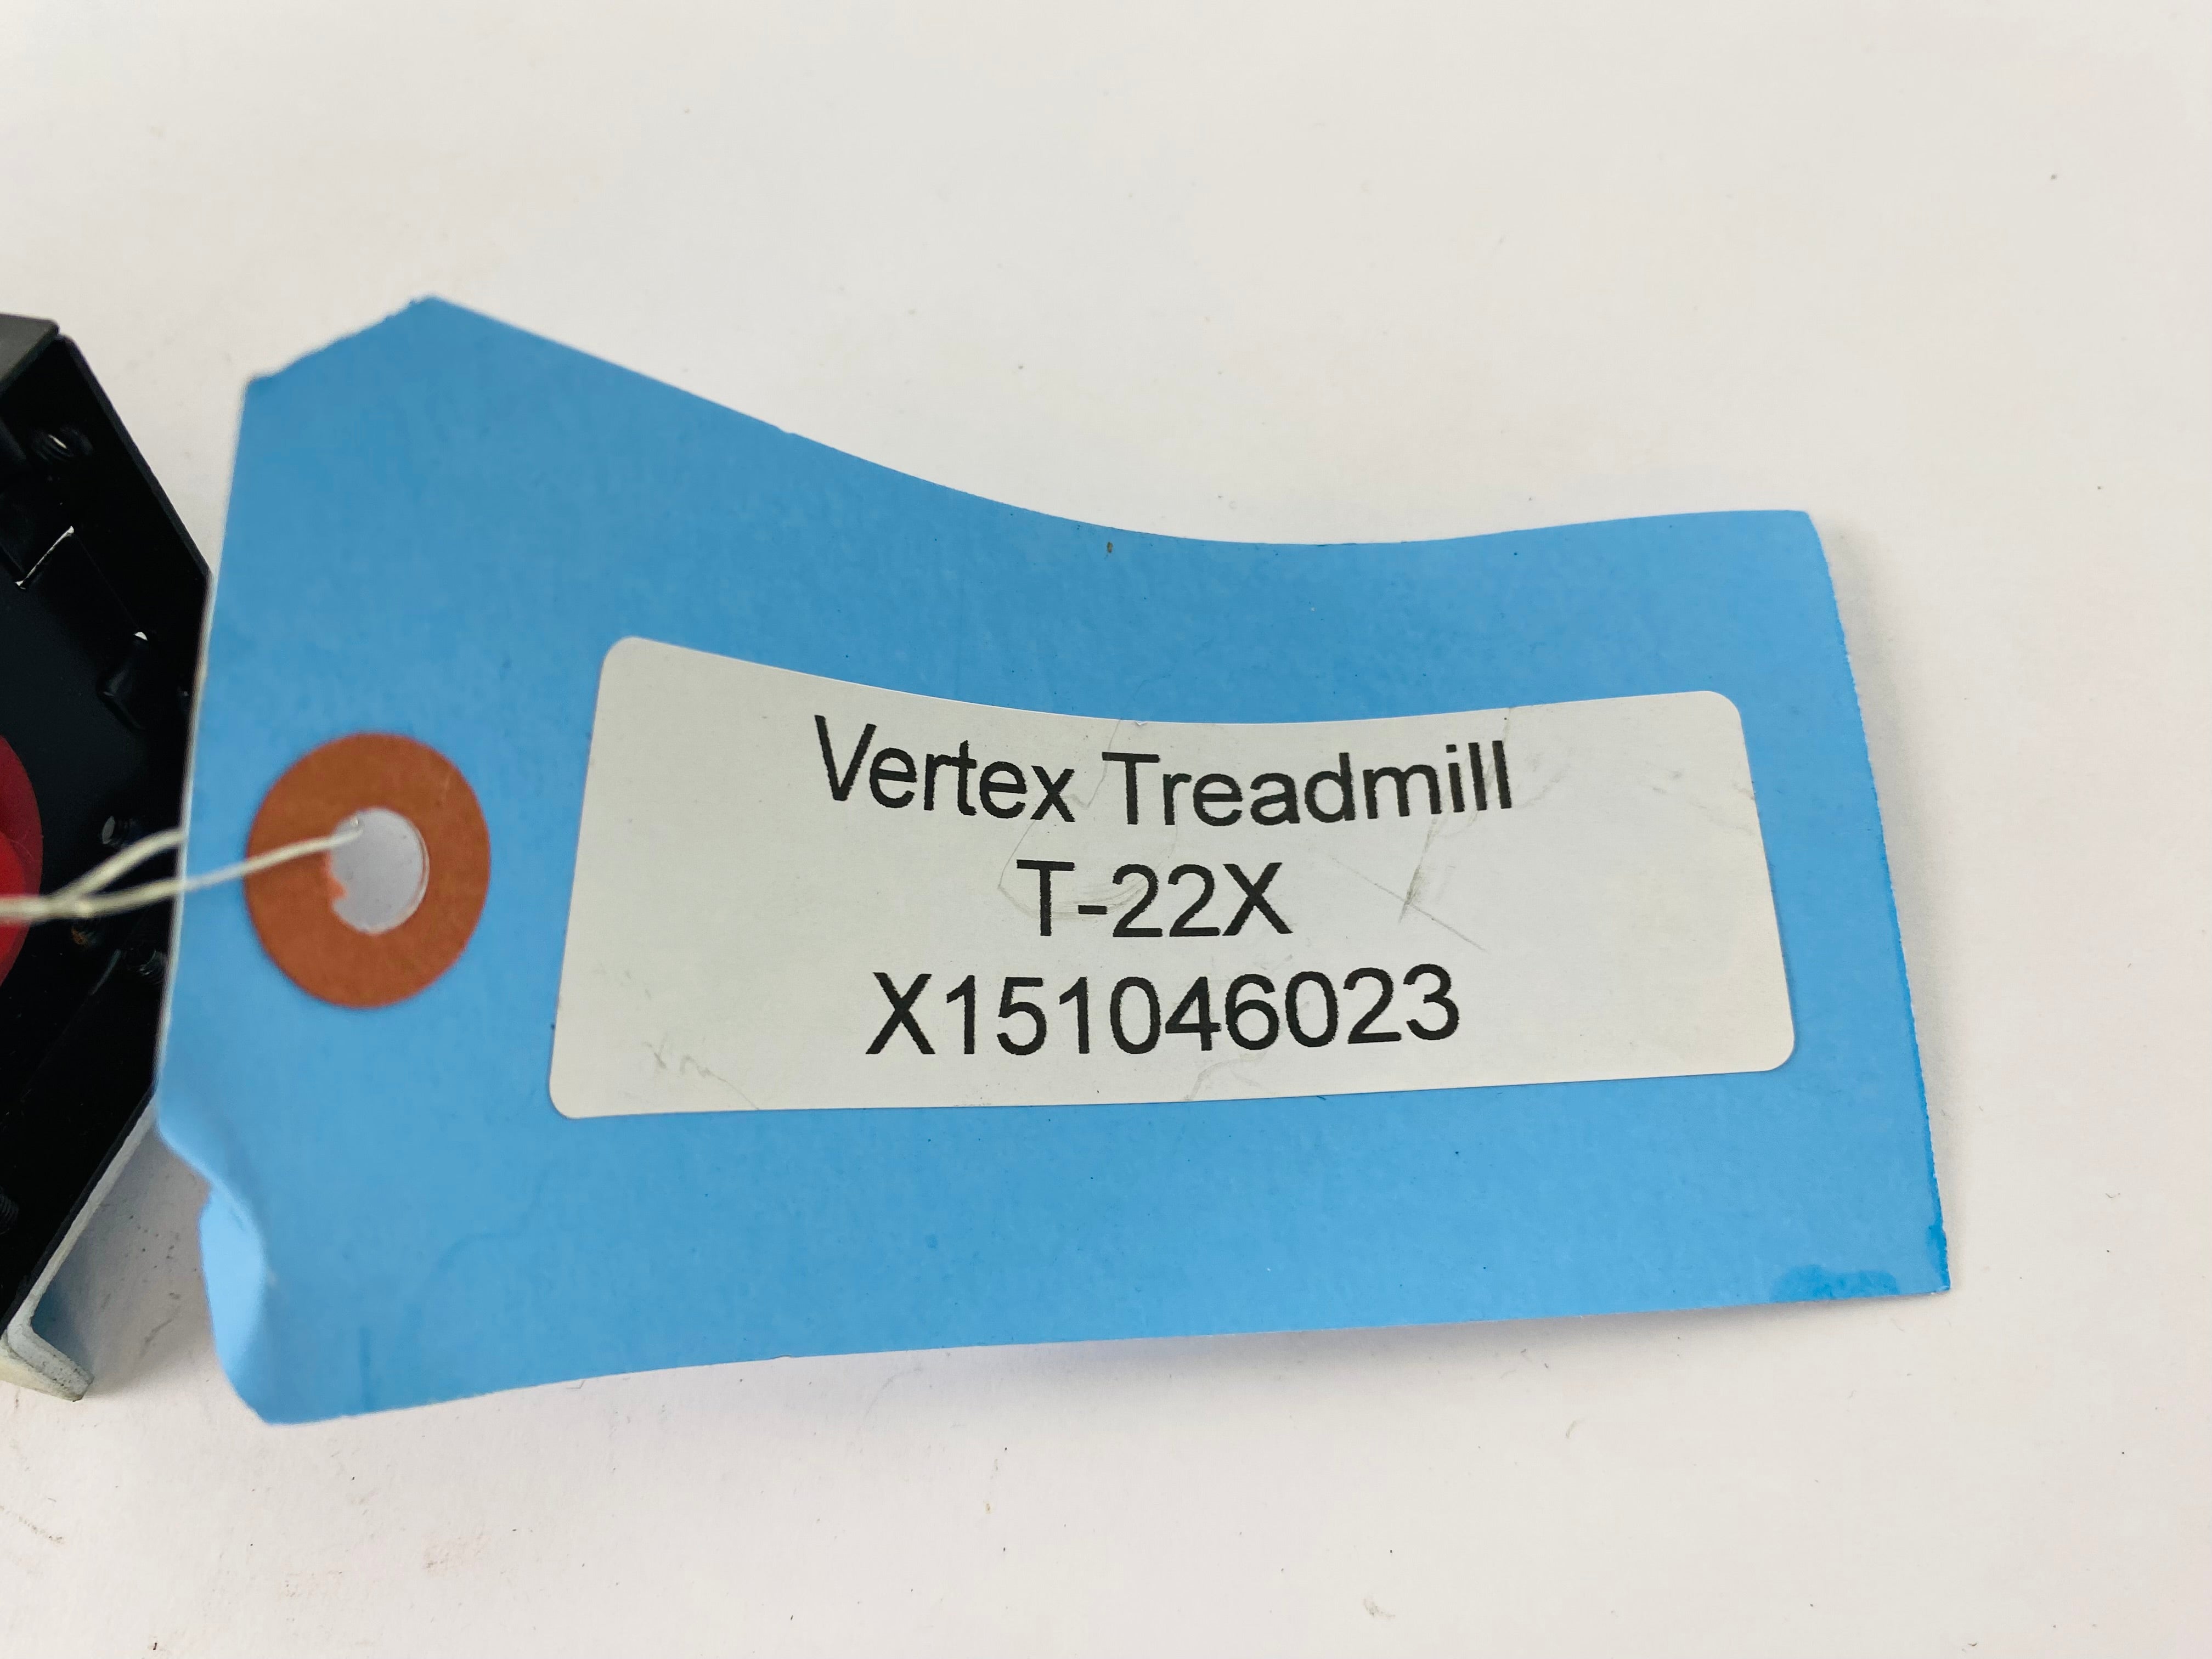 Vertex Treadmill
T-22X
X151046023